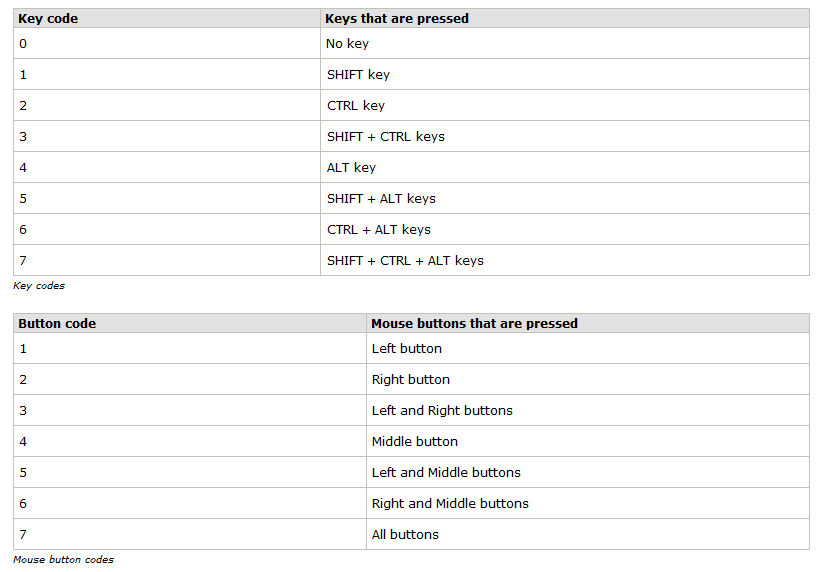 Key code Keys that are pressed
0 No key
1 SHIFT key
2 CTRL key
3 SHIFT + CTRL keys
4 ALT key
5 SHIFT + ALT keys
6 CTRL + ALT keys
7 SHIFT + CTRL + ALT keys
Key codes
Button code Mouse buttons that are pressed
1 Left button
2 Right button
3 Left and Right buttons
4 Middle button
5 Left and Middle buttons
6 Right and Middle buttons
7 All buttons
Mouse button codes